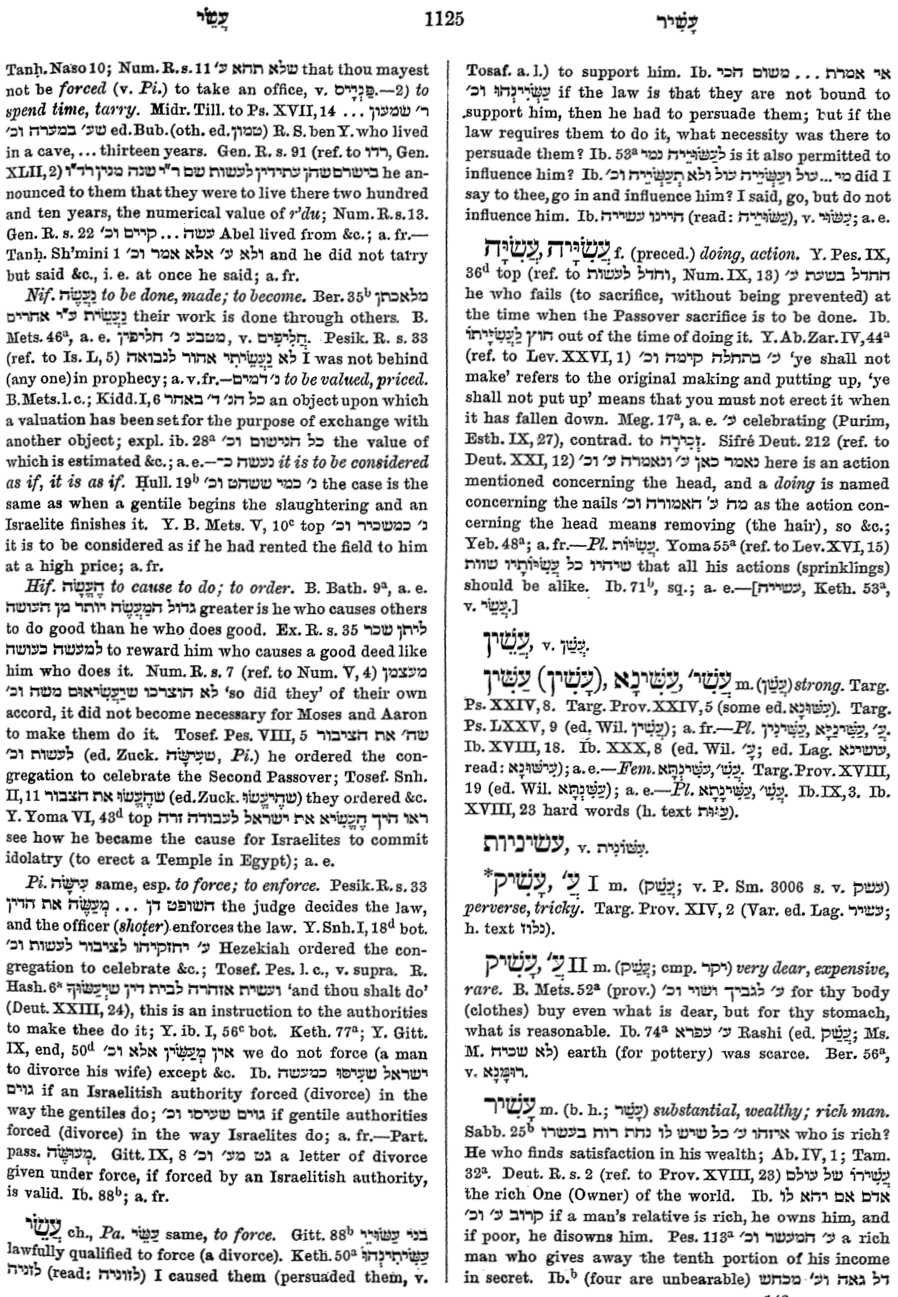 עֲשֵׂי
1125
עָשִׁיר
Tanḥ. Naso 10; Num. R. s. 11 שלא תהא ע׳ that thou mayest
not be forced (v. Pi.) to take an office, v. פַּנְדַּיִם.—2) to
spend time, tarry. Midr. Till. to Ps. XVII, 14 ר׳ שמעון ...
שע׳ במערה וכ׳ ed. Bub. (oth. ed. טמון) R. S. ben Y. who lived
in a cave, ... thirteen years. Gen. R. s. 91 (ref. to רדו, Gen.
XLII, 2) בישרם שהן עתידין לעשות שם ר״י שנה מנין רד״ו he an-
nounced to them that they were to live there two hundred
and ten years, the numerical value of r'du; Num. R. s. 13.
Gen. R. s. 22 עשה ... קיים וכ׳ Abel lived from &c.; a. fr.—
Tanḥ. Sh'mini 1 ולא ע׳ אלא אמר וכ׳ and he did not tarry
but said &c., i. e. at once he said; a. fr.
Nif. נַעֲשֶׂה to be done, made; to become. Ber. 35ᵇ מלאכתן
נַעֲשֵׂית ע״י אחרים their work is done through others. B.
Mets. 46ᵃ, a. e. מטבע נ׳ חליפין, v. חֲלִיפִים. Pesik. R. s. 33
(ref. to Is. L, 5) לא נַעֲשֵׂיתִי אחור לנבואה I was not behind
(any one) in prophecy; a. v. fr.—נ׳ דמים to be valued, priced.
B. Mets. l. c.; Kidd. I, 6 כל הנ׳ ד׳ באחר an object upon which
a valuation has been set for the purpose of exchange with
another object; expl. ib. 28ᵃ כל הנישום וכ׳ the value of
which is estimated &c.; a. e.—נעשה כ־ it is to be considered
as if, it is as if. Ḥull. 19ᵇ נ׳ כמי ששחט וכ׳ the case is the
same as when a gentile begins the slaughtering and an
Israelite finishes it. Y. B. Mets. V, 10ᶜ top נ׳ כמשכיר וכ׳
it is to be considered as if he had rented the field to him
at a high price; a. fr.
Hif. הֶעֱשָׂה to cause to do; to order. B. Bath. 9ᵃ, a. e.
גדול המַעֲשֶׂה יותר מן העושה greater is he who causes others
to do good than he who does good. Ex. R. s. 35 ליתן שכר
למעשה כעושה to reward him who causes a good deed like
him who does it. Num. R. s. 7 (ref. to Num. V, 4) מעצמן
לא הוצרכו שיַעֲשִׂיאוּם משה וכ׳ 'so did they' of their own
accord, it did not become necessary for Moses and Aaron
to make them do it. Tosef. Pes. VIII, 5 שה׳ את הציבור
לעשות וכ׳ (ed. Zuck. שעִישָּׂה, Pi.) he ordered the con-
gregation to celebrate the Second Passover; Tosef. Snh.
II, 11 שהֶעֱשׂוּ את הצבור (ed. Zuck. שהֵיעֲשׂוּ) they ordered &c.
Y. Yoma VI, 43ᵈ top ראו היך הֶעֱשִׂיא את ישראל לעבודה זרה
see how he became the cause for Israelites to commit
idolatry (to erect a Temple in Egypt); a. e.
Pi. עִישָּׂה same, esp. to force; to enforce. Pesik. R. s. 33
השופט דן ... מְעַשֶּׂה את הדין the judge decides the law,
and the officer (shoṭer) enforces the law. Y. Snh. I, 18ᵈ bot.
ע׳ יחזקיהו לציבור לעשות וכ׳ Hezekiah ordered the con-
gregation to celebrate &c.; Tosef. Pes. l. c., v. supra. R.
Hash. 6ᵃ ועשית אזהרה לבית דין שיְעַשּׂוּךָ 'and thou shalt do'
(Deut. XXIII, 24), this is an instruction to the authorities
to make thee do it; Y. ib. I, 56ᶜ bot. Keth. 77ᵃ; Y. Gitt.
IX, end, 50ᵈ אין מְעַשִּׂין אלא וכ׳ we do not force (a man
to divorce his wife) except &c. Ib. ישראל שעִישּׂוּ כמעשה
גוים if an Israelitish authority forced (divorce) in the
way the gentiles do; גוים שעיסו וכ׳ if gentile authorities
forced (divorce) in the way Israelites do; a. fr.—Part.
pass. מְעוּשֶּׂה. Gitt. IX, 8 גט מע׳ וכ׳ a letter of divorce
given under force, if forced by an Israelitish authority,
is valid. Ib. 88ᵇ; a. fr.
עֲשֵׂי ch., Pa. עַשֵּׂי same, to force. Gitt. 88ᵇ בני עַשּׂוּיֵי
lawfully qualified to force (a divorce). Keth. 50ᵃ עַשִּׂיתִינְהוּ
לזניה (read: לזוניה) I caused them (persuaded them, v.
Tosaf. a. l.) to support him. Ib. אי אמרת ... משום הכי
עַשִּׂוֹיִנְהוּ וכ׳ if the law is that they are not bound to
support him, then he had to persuade them; but if the
law requires them to do it, what necessity was there to
persuade them? Ib. 53ᵃ לעַשּׂוּיֵיה נמי is it also permitted to
influence him? Ib. מי...עול ועַשְּׂיֵיה עול ולא תְעַשְּׂיֵיה וכ׳ did I
say to thee, go in and influence him? I said, go, but do not
influence him. Ib. היינו עשייה (read: עַשּׂוּיֵיה), v. עַשּׂוּיֵי; a. e.
עֲשִׂיָּיה, עֲשִׂיָּה f. (preced.) doing, action. Y. Pes. IX,
36ᵈ top (ref. to וחדל לעשות, Num. IX, 13) החדל בשעת ע׳
he who fails (to sacrifice, without being prevented) at
the time when the Passover sacrifice is to be done. Ib.
חוץ לַעֲשִׂיָּיתוֹ out of the time of doing it. Y. Ab. Zar. IV, 44ᵃ
(ref. to Lev. XXVI, 1) ע׳ בתחלה קימה וכ׳ 'ye shall not
make' refers to the original making and putting up, 'ye
shall not put up' means that you must not erect it when
it has fallen down. Meg. 17ᵃ, a. e. ע׳ celebrating (Purim,
Esth. IX, 27), contrad. to זְכִירָה. Sifré Deut. 212 (ref. to
Deut. XXI, 12) נאמר כאן ע׳ ונאמרה ע׳ וכ׳ here is an action
mentioned concerning the head, and a doing is named
concerning the nails מה ע׳ האמורה וכ׳ as the action con-
cerning the head means removing (the hair), so &c.;
Yeb. 48ᵃ; a. fr.—Pl. עֲשִׂיּוֹת. Yoma 55ᵃ (ref. to Lev. XVI, 15)
שיהיו כל עֲשִׂיּוֹתָיו שוות that all his actions (sprinklings)
should be alike. Ib. 71ᵇ, sq.; a. e.—[עשייה, Keth. 53ᵃ,
v. עֲשֵׂי.]
עֲשֵׁין, v. עֲשֵׁן.
עַשִּׁין (עָשִׁין), עַשִּׁינָא, עֲשַׁי׳ m. (עֲשֵׁן) strong. Targ.
Ps. XXIV, 8. Targ. Prov. XXIV, 5 (some ed. עַשּׁוּנָא). Targ.
Ps. LXXV, 9 (ed. Wil. עָשִׁין); a. fr.—Pl. עַשִּׁינִין, עַשִּׁינַיָּא, עֲ׳.
Ib. XVIII, 18. Ib. XXX, 8 (ed. Wil. עָ׳; ed. Lag. עושינא,
read: עִישּׁוּנָא); a. e.—Fem. עַשִּׁינְתָּא, עֲשִׁ׳. Targ. Prov. XVIII,
19 (ed. Wil. עֲשִׁינְתָּא); a. e.—Pl. עַשִּׁינָתָא, עֲשִׁ׳. Ib. IX, 3. Ib.
XVIII, 23 hard words (h. text עַזּוּת).
עשיניות, v. עַשּׁוֹנִית.
*עָשִׁיק, עַ׳ I m. (עֲשַׁק; v. P. Sm. 3006 s. v. עשק)
perverse, tricky. Targ. Prov. XIV, 2 (Var. ed. Lag. עשיר;
h. text נלוז).
עָשִׁיק, עַ׳ II m. (עֲשַׁק; cmp. יקר) very dear, expensive,
rare. B. Mets. 52ᵃ (prov.) ע׳ לגביך ושוי וכ׳ for thy body
(clothes) buy even what is dear, but for thy stomach,
what is reasonable. Ib. 74ᵃ ע׳ עפרא Rashi (ed. עֲשַׁק; Ms.
M. לא שכיח) earth (for pottery) was scarce. Ber. 56ᵃ,
v. רוּמָּנָא.
עָשִׁיר m. (b. h.; עָשַׁר) substantial, wealthy; rich man.
Sabb. 25ᵇ איזהו ע׳ כל שיש לו נחת רוח בעשרו who is rich?
He who finds satisfaction in his wealth; Ab. IV, 1; Tam.
32ᵃ. Deut. R. s. 2 (ref. to Prov. XVIII, 23) עֲשִׁירוֹ של עולם
the rich One (Owner) of the world. Ib. אדם אם יהא לו
קרוב ע׳ וכ׳ if a man's relative is rich, he owns him, and
if poor, he disowns him. Pes. 113ᵃ ע׳ המעשר וכ׳ a rich
man who gives away the tenth portion of his income
in secret. Ib.ᵇ (four are unbearable) דל גאה וע׳ מכחש